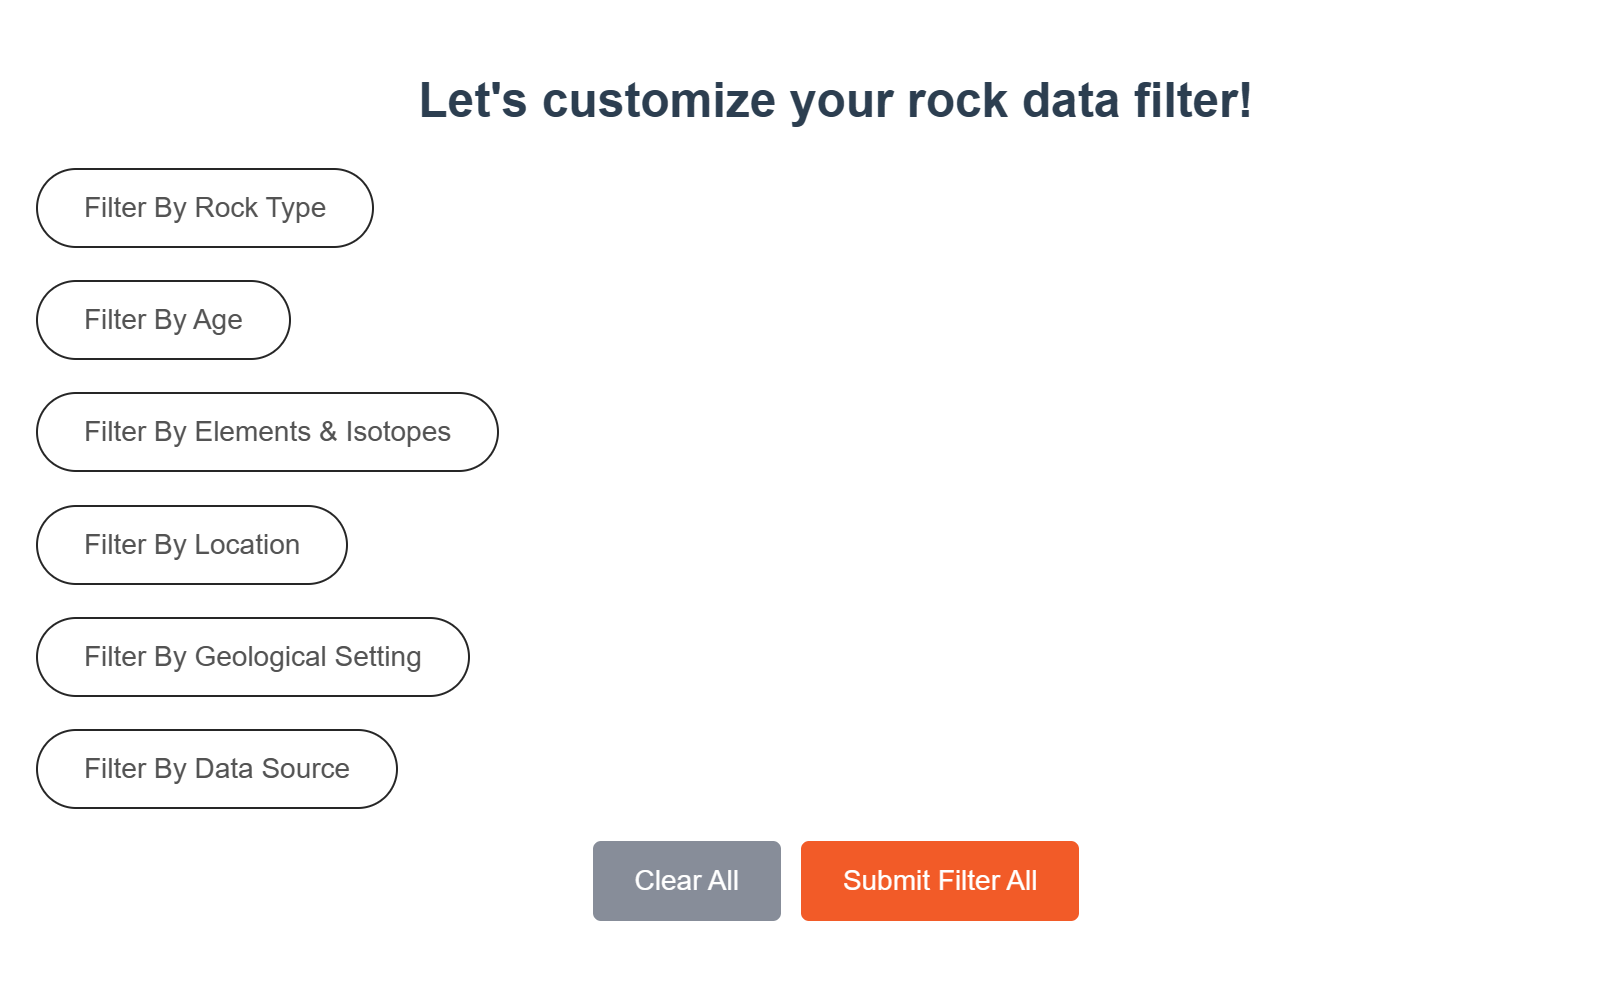 Let's customize your rock data filter!
Filter By Rock Type
Filter By Age
Filter By Elements & Isotopes
Filter By Location
Filter By Geological Setting
Filter By Data Source
Clear All
Submit Filter All